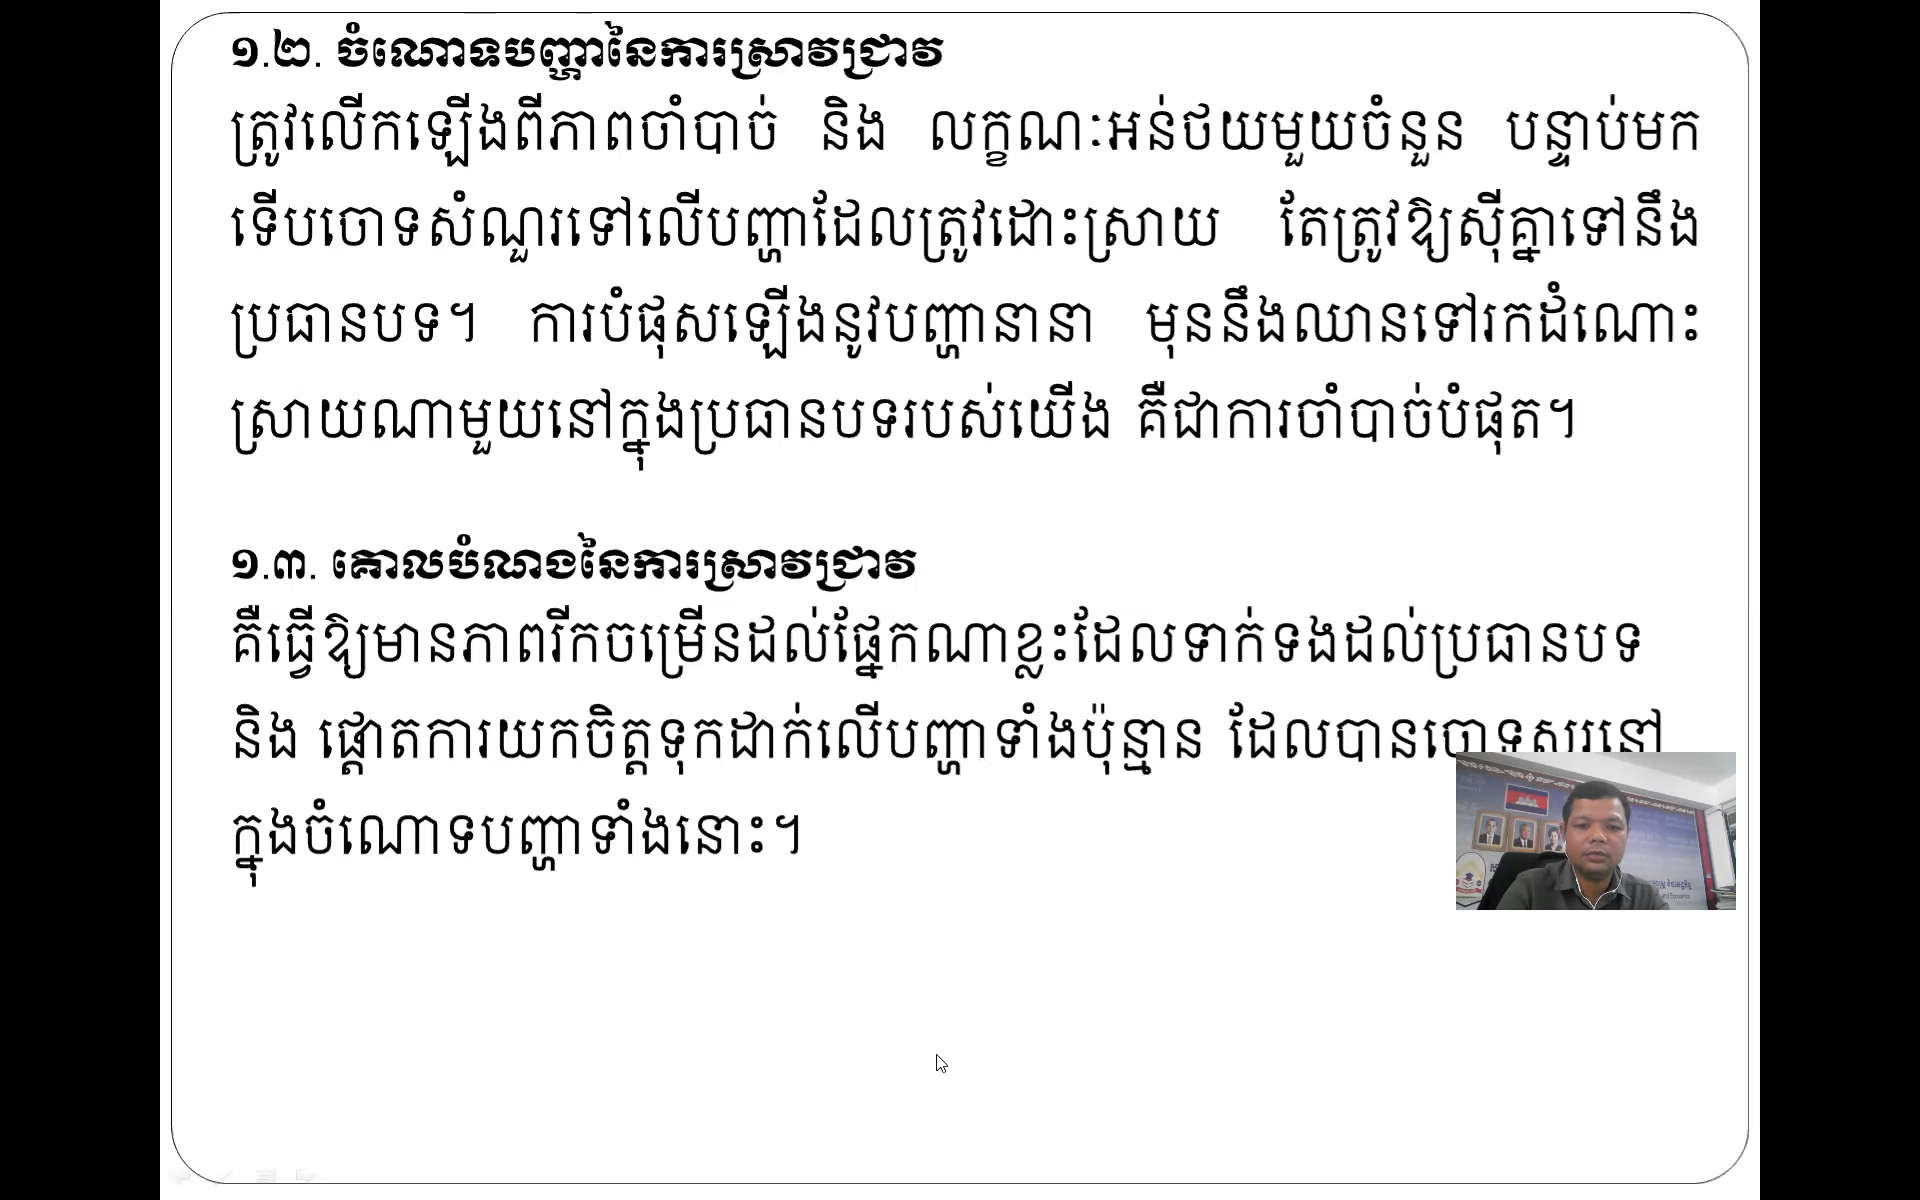 ១.២. ចំណោទបញ្ហានៃការស្រាវជ្រាវ
ត្រូវលើកឡើងពីភាពចាំបាច់ និង លក្ខណៈអន់ថយមួយចំនួន បន្ទាប់មក
ទើបចោទសំណួរទៅលើបញ្ហាដែលត្រូវដោះស្រាយ តែត្រូវឱ្យស៊ីគ្នាទៅនឹង
ប្រធានបទ។ ការបំផុសឡើងនូវបញ្ហានានា មុននឹងឈានទៅរកដំណោះ
ស្រាយណាមួយនៅក្នុងប្រធានបទរបស់យើង គឺជាការចាំបាច់បំផុត។
១.៣. គោលបំណងនៃការស្រាវជ្រាវ
គឺធ្វើឱ្យមានភាពរីកចម្រើនដល់ផ្នែកណាខ្លះដែលទាក់ទងដល់ប្រធានបទ
និង ផ្តោតការយកចិត្តទុកដាក់លើបញ្ហាទាំងប៉ុន្មាន ដែលបានចោទសួរនៅ
ក្នុងចំណោទបញ្ហាទាំងនោះ។